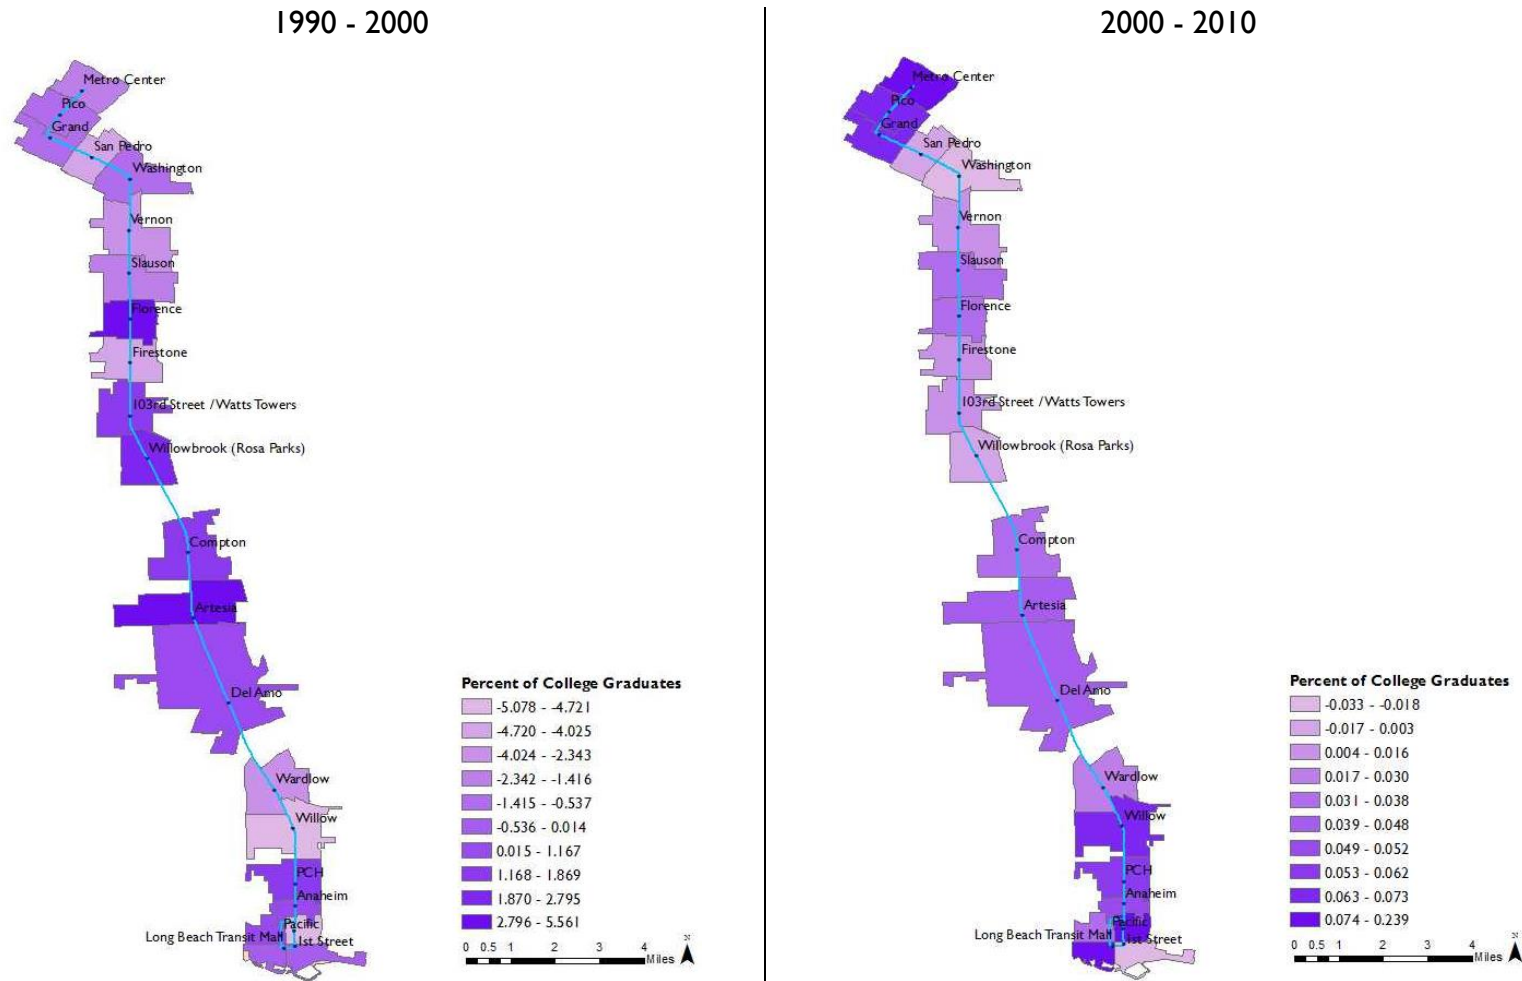 1990 - 2000
Metro Center
Pico
Grand
San Pedro
Washington
Vernon
Slauson
Florence
Firestone
103rd Street / Watts Towers
Willowbrook (Rosa Parks)
Compton
Artesia
Del Amo
Wardlow
Willow
PCH
Anaheim
Pacific
Long Beach Transit Mall
1st Street
Percent of College Graduates
-5.078 - -4.721
-4.720 - -4.025
-4.024 - -2.343
-2.342 - -1.416
-1.415 - -0.537
-0.536 - 0.014
0.015 - 1.167
1.168 - 1.869
1.870 - 2.795
2.796 - 5.561
0 0.5 1 2 3 4
Miles
N
2000 - 2010
Metro Center
Pico
Grand
San Pedro
Washington
Vernon
Slauson
Florence
Firestone
103rd Street / Watts Towers
Willowbrook (Rosa Parks)
Compton
Artesia
Del Amo
Wardlow
Willow
PCH
Anaheim
Pacific
Long Beach Transit Mall
1st Street
Percent of College Graduates
-0.033 - -0.018
-0.017 - 0.003
0.004 - 0.016
0.017 - 0.030
0.031 - 0.038
0.039 - 0.048
0.049 - 0.052
0.053 - 0.062
0.063 - 0.073
0.074 - 0.239
0 0.5 1 2 3 4
Miles
N